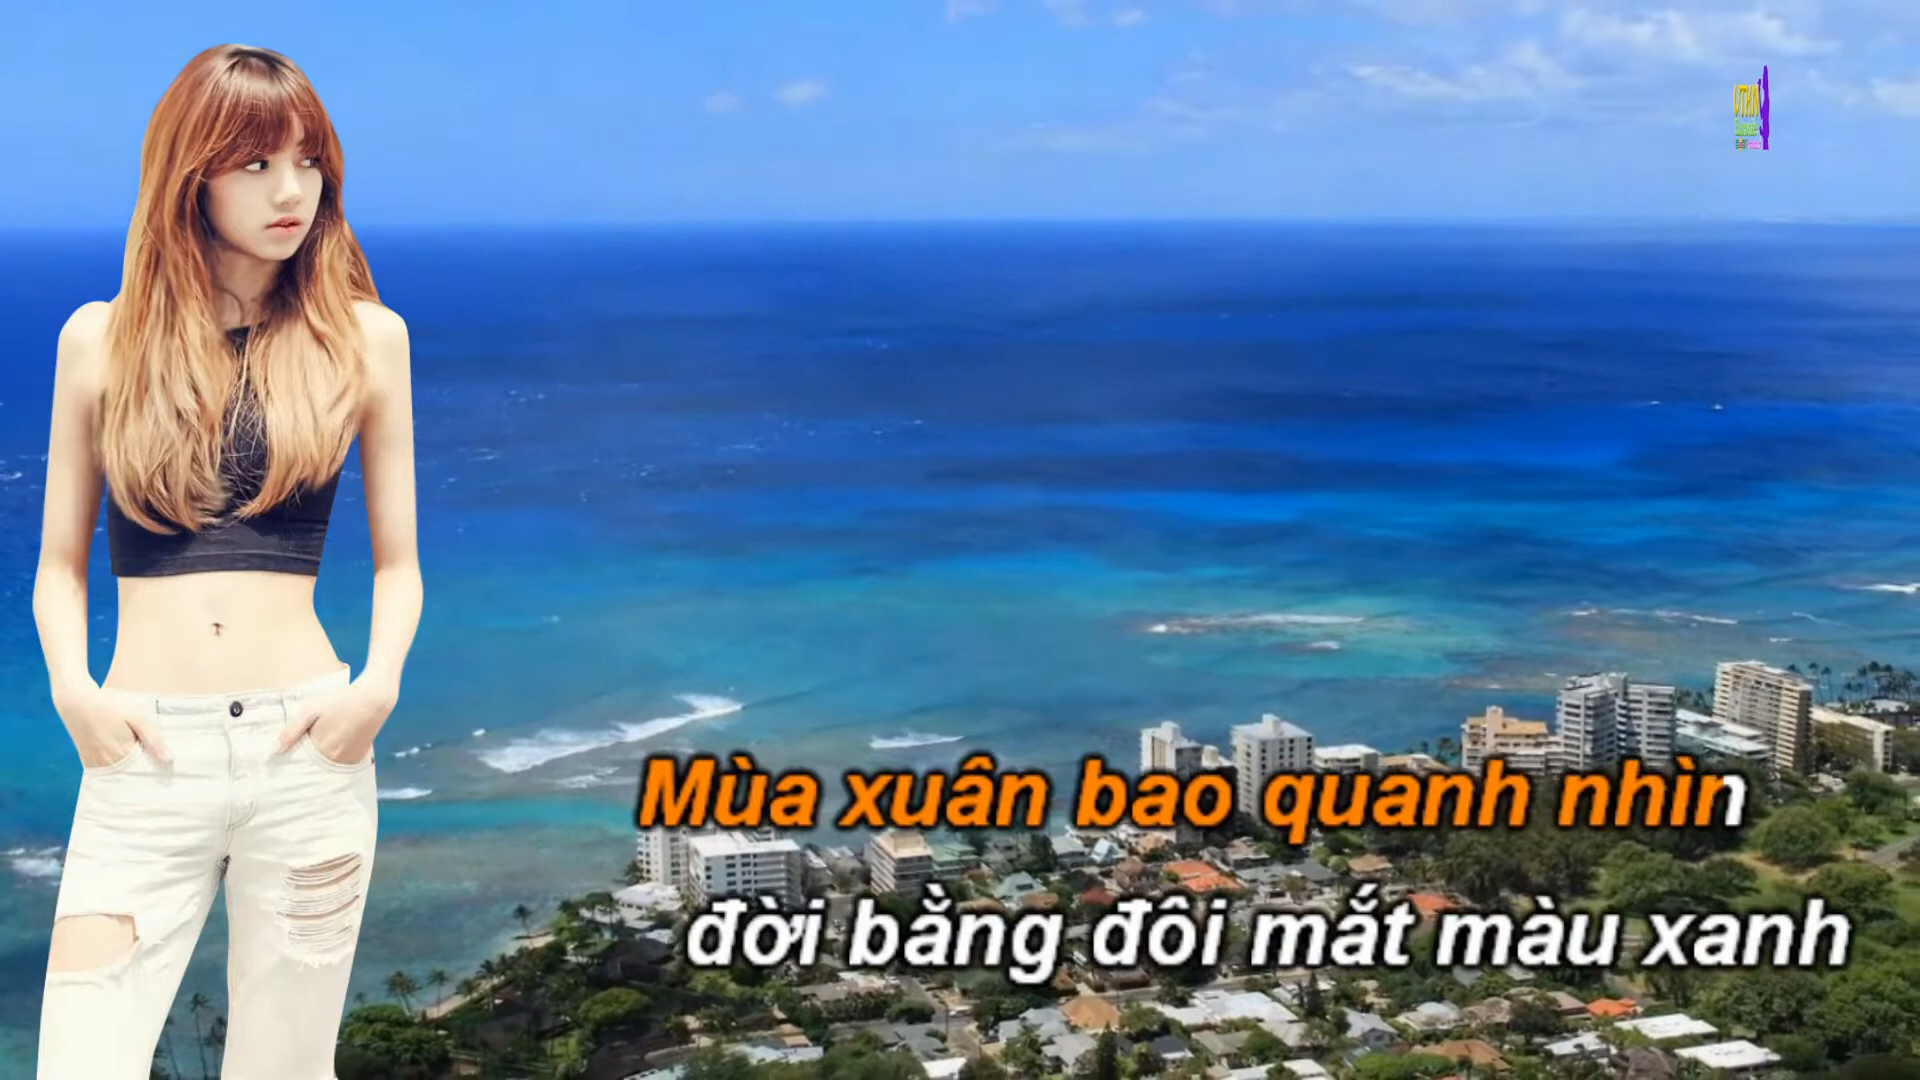 Mùa xuân bao quanh nhìn
đời bằng đôi mắt màu xanh